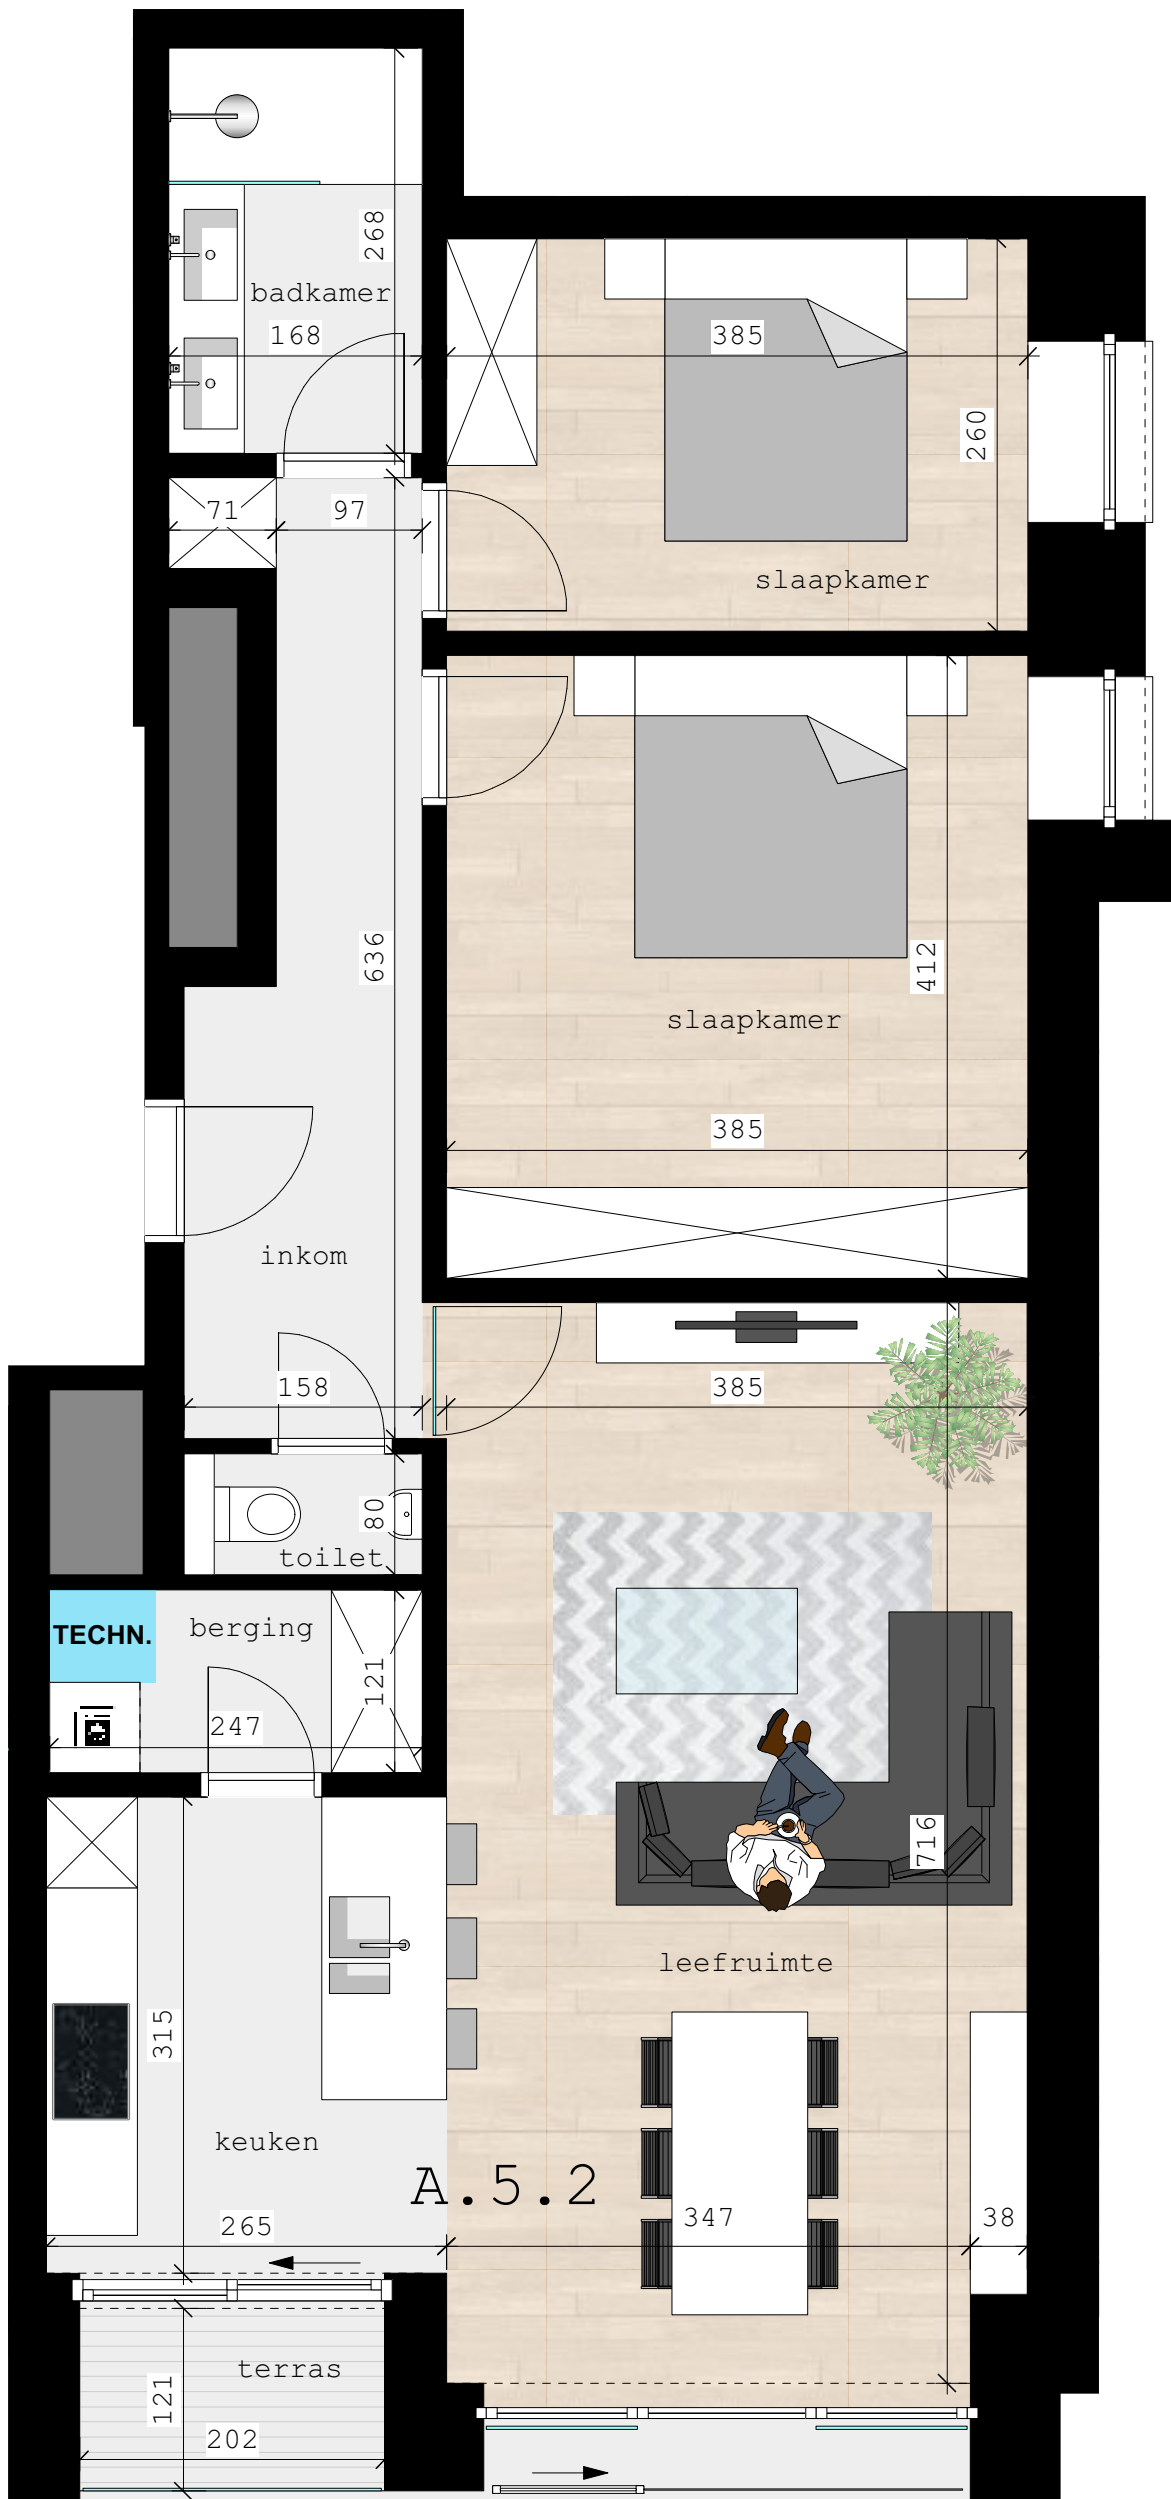 268
badkamer
168
385
260
71
97
slaapkamer
636
412
slaapkamer
385
inkom
158
385
80
toilet
TECHN.
berging
121
247
716
leefruimte
315
keuken
A.5.2
265
347
38
terras
121
202